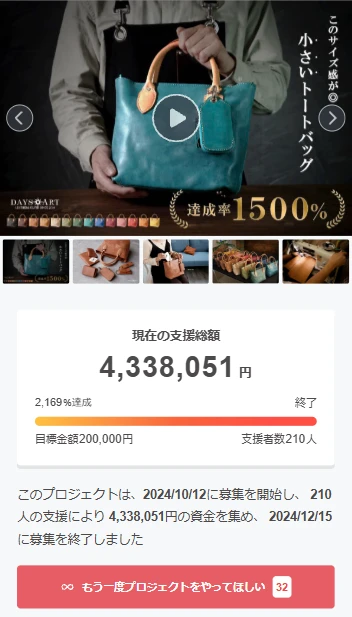 このサイズ感が◎
小さいトートバッグ
DAYSART
達成率1500%
現在の支援総額
4,338,051円
2,169%達成
終了
目標金額200,000円
支援者数210人
このプロジェクトは、2024/10/12に募集を開始し、210
人の支援により 4,338,051円の資金を集め、2024/12/15
に募集を終了しました
もう一度プロジェクトをやってほしい 32